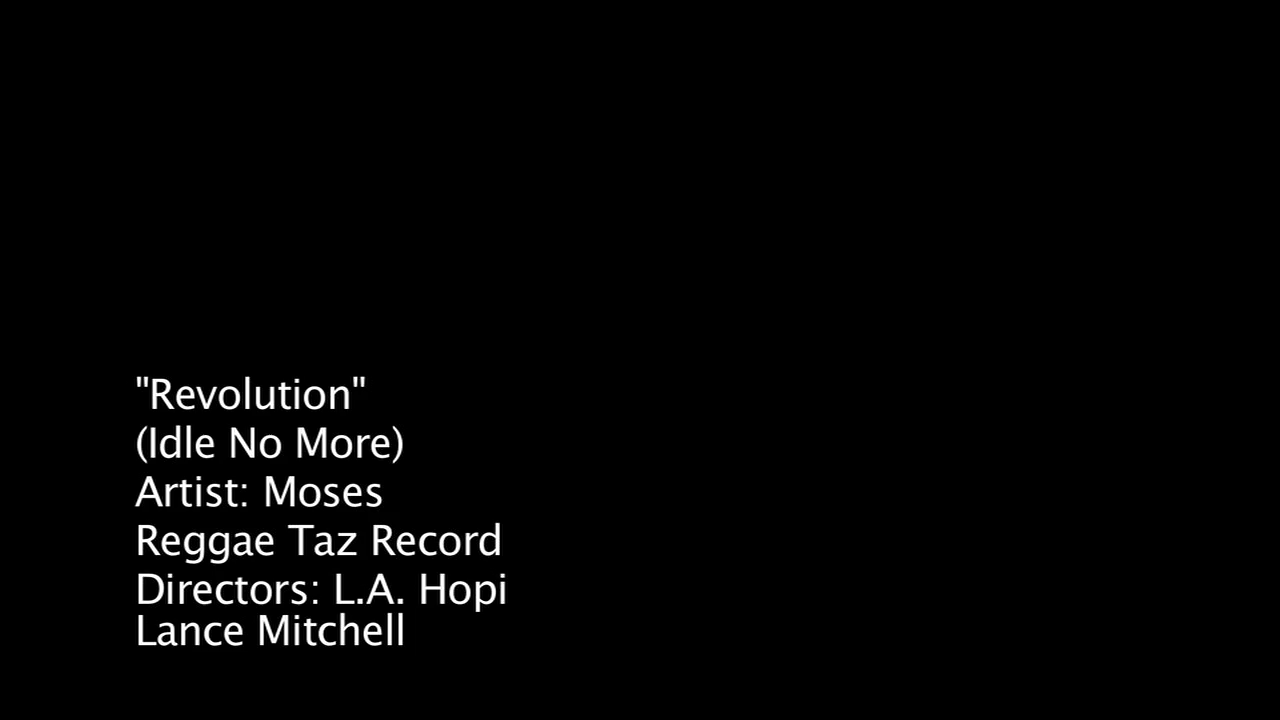 "Revolution"
(Idle No More)
Artist: Moses
Reggae Taz Record
Directors: L.A. Hopi
Lance Mitchell